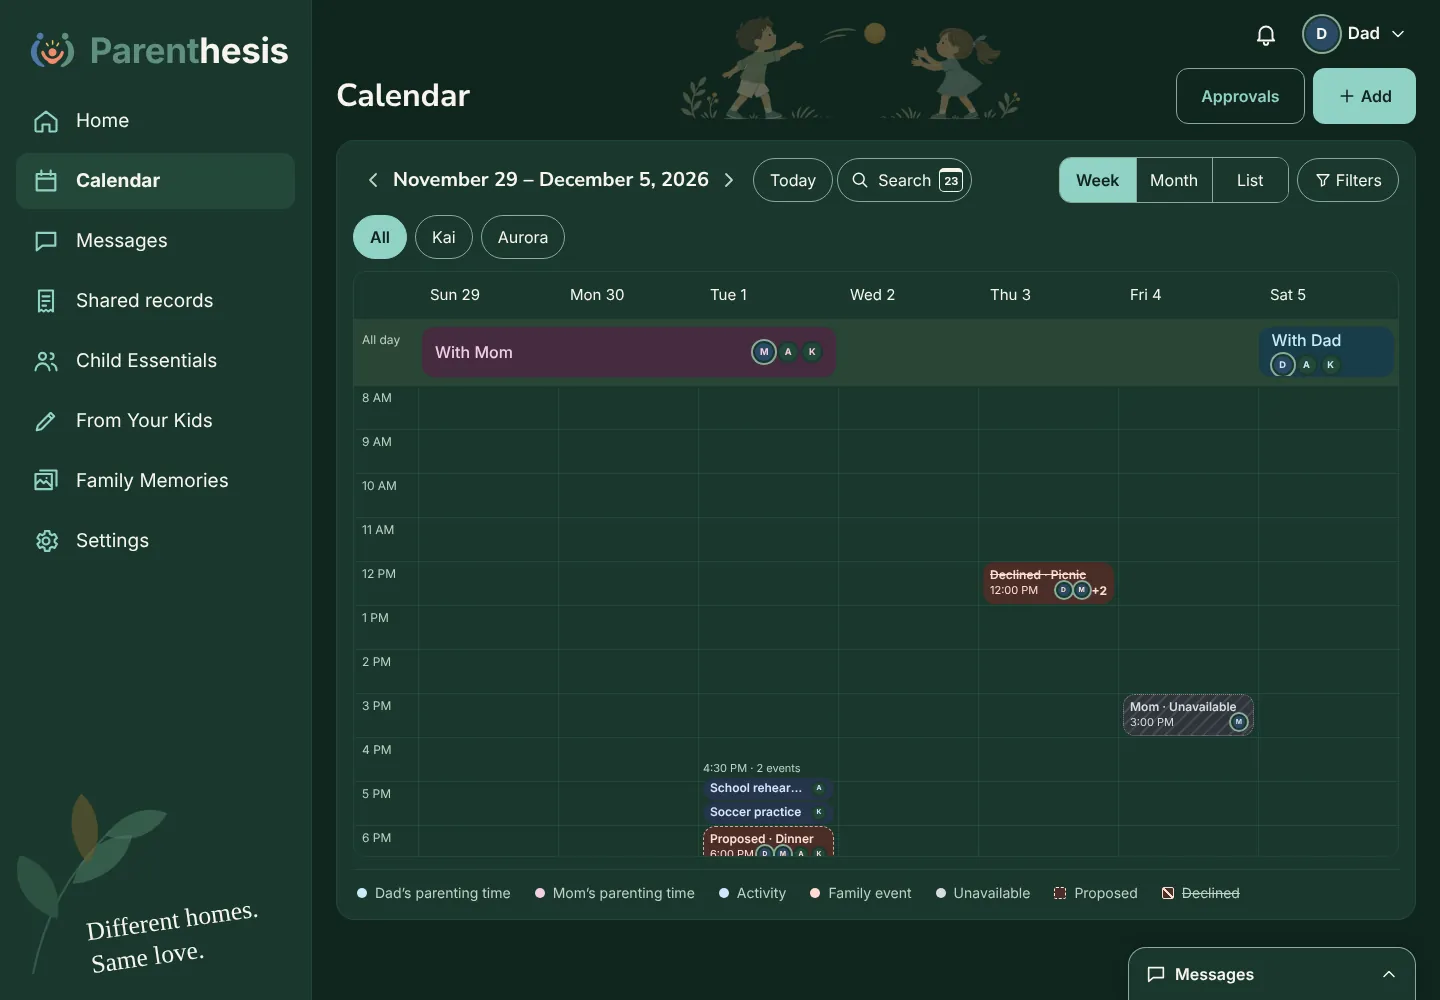 Parenthesis
D Dad
Home
Calendar
Messages
Shared records
Child Essentials
From Your Kids
Family Memories
Settings
Different homes.
Same love.
Calendar
Approvals
+ Add
November 29 – December 5, 2026
Today
Search 23
Week
Month
List
Filters
All
Kai
Aurora
Sun 29
Mon 30
Tue 1
Wed 2
Thu 3
Fri 4
Sat 5
All day
With Mom
M A K
With Dad
D A K
8 AM
9 AM
10 AM
11 AM
12 PM
Declined · Picnic
12:00 PM D M +2
1 PM
2 PM
3 PM
Mom · Unavailable
3:00 PM M
4 PM
4:30 PM · 2 events
5 PM
School rehear... A
Soccer practice K
6 PM
Proposed · Dinner
6:00 PM D M A K
Dad's parenting time
Mom's parenting time
Activity
Family event
Unavailable
Proposed
Declined
Messages